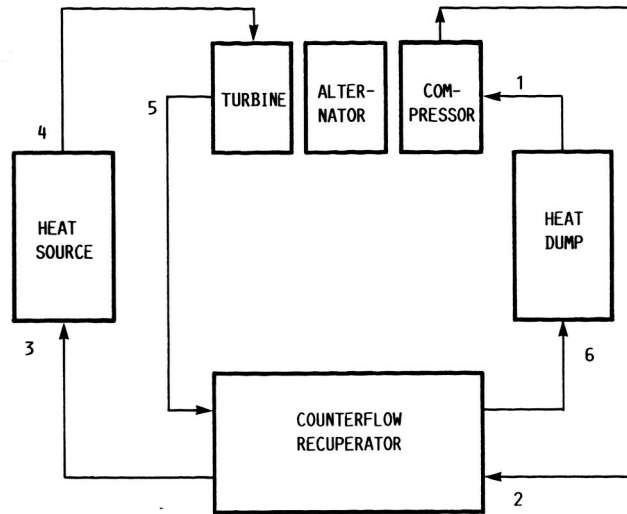 TURBINE
ALTER-
NATOR
COM-
PRESSOR
1
5
4
HEAT
SOURCE
HEAT
DUMP
3
6
COUNTERFLOW
RECUPERATOR
2